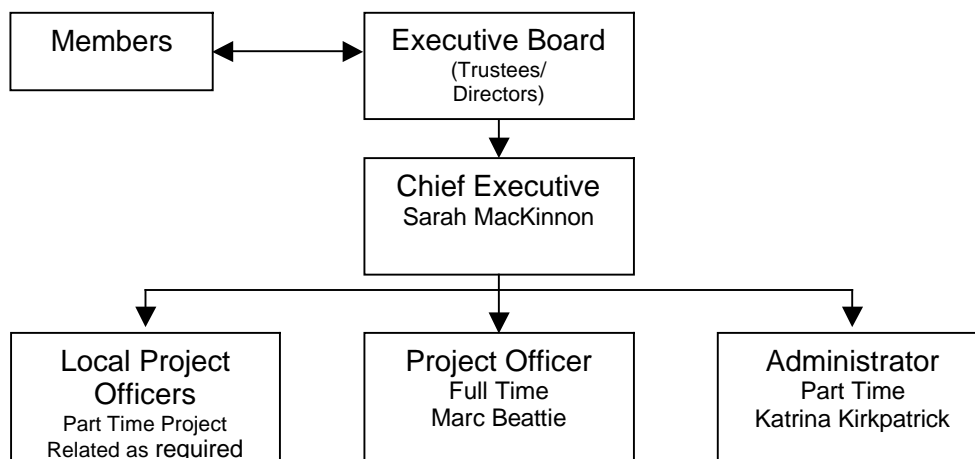 Members
Executive Board
(Trustees/
Directors)
Chief Executive
Sarah MacKinnon
Local Project
Officers
Part Time Project
Related as required
Project Officer
Full Time
Marc Beattie
Administrator
Part Time
Katrina Kirkpatrick